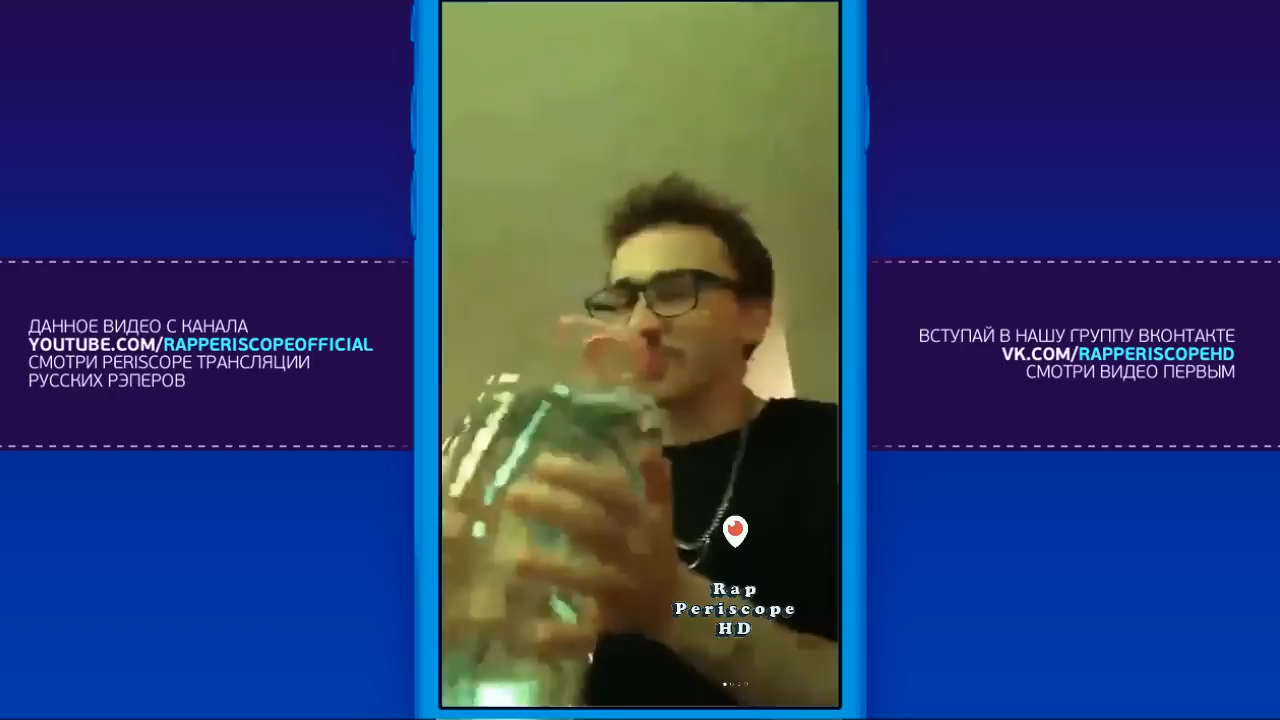 ДАННОЕ ВИДЕО С КАНАЛА
YOUTUBE.COM/RAPPERISCOPEOFFICIAL
СМОТРИ PERISCOPE ТРАНСЛЯЦИИ
РУССКИХ РЭПЕРОВ
ВСТУПАЙ В НАШУ ГРУППУ ВКОНТАКТЕ
VK.COM/RAPPERISCOPEHD
СМОТРИ ВИДЕО ПЕРВЫМ
Rap
Periscope
HD